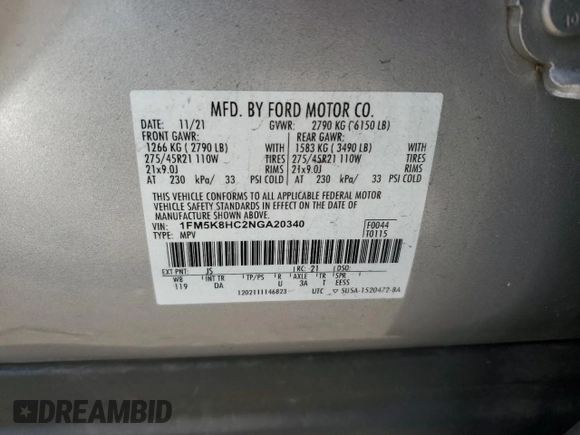 MFD. BY FORD MOTOR CO.
DATE: 11/21 GVWR: 2790 KG (6150 LB)
FRONT GAWR: REAR GAWR:
1266 KG (2790 LB) WITH 1583 KG (3490 LB) WITH
275/45R21 110W TIRES 275/45R21 110W TIRES
21x9.0J RIMS 21x9.0J RIMS
AT 230 kPa/ 33 PSI COLD AT 230 kPa/ 33 PSI COLD
THIS VEHICLE CONFORMS TO ALL APPLICABLE FEDERAL MOTOR
VEHICLE SAFETY STANDARDS IN EFFECT ON THE DATE OF
MANUFACTURE SHOWN ABOVE.
VIN: 1FM5K8HC2NGA20340 F0044
TYPE: MPV T0115
EXT PNT: JS RC: 21 DSO:
WB INT TR TP/PS R AXLE TR SPR
119 DA U 3A T EESS
1202111146823 UTC ▽ SU5A-1520472-BA
DREAMBID